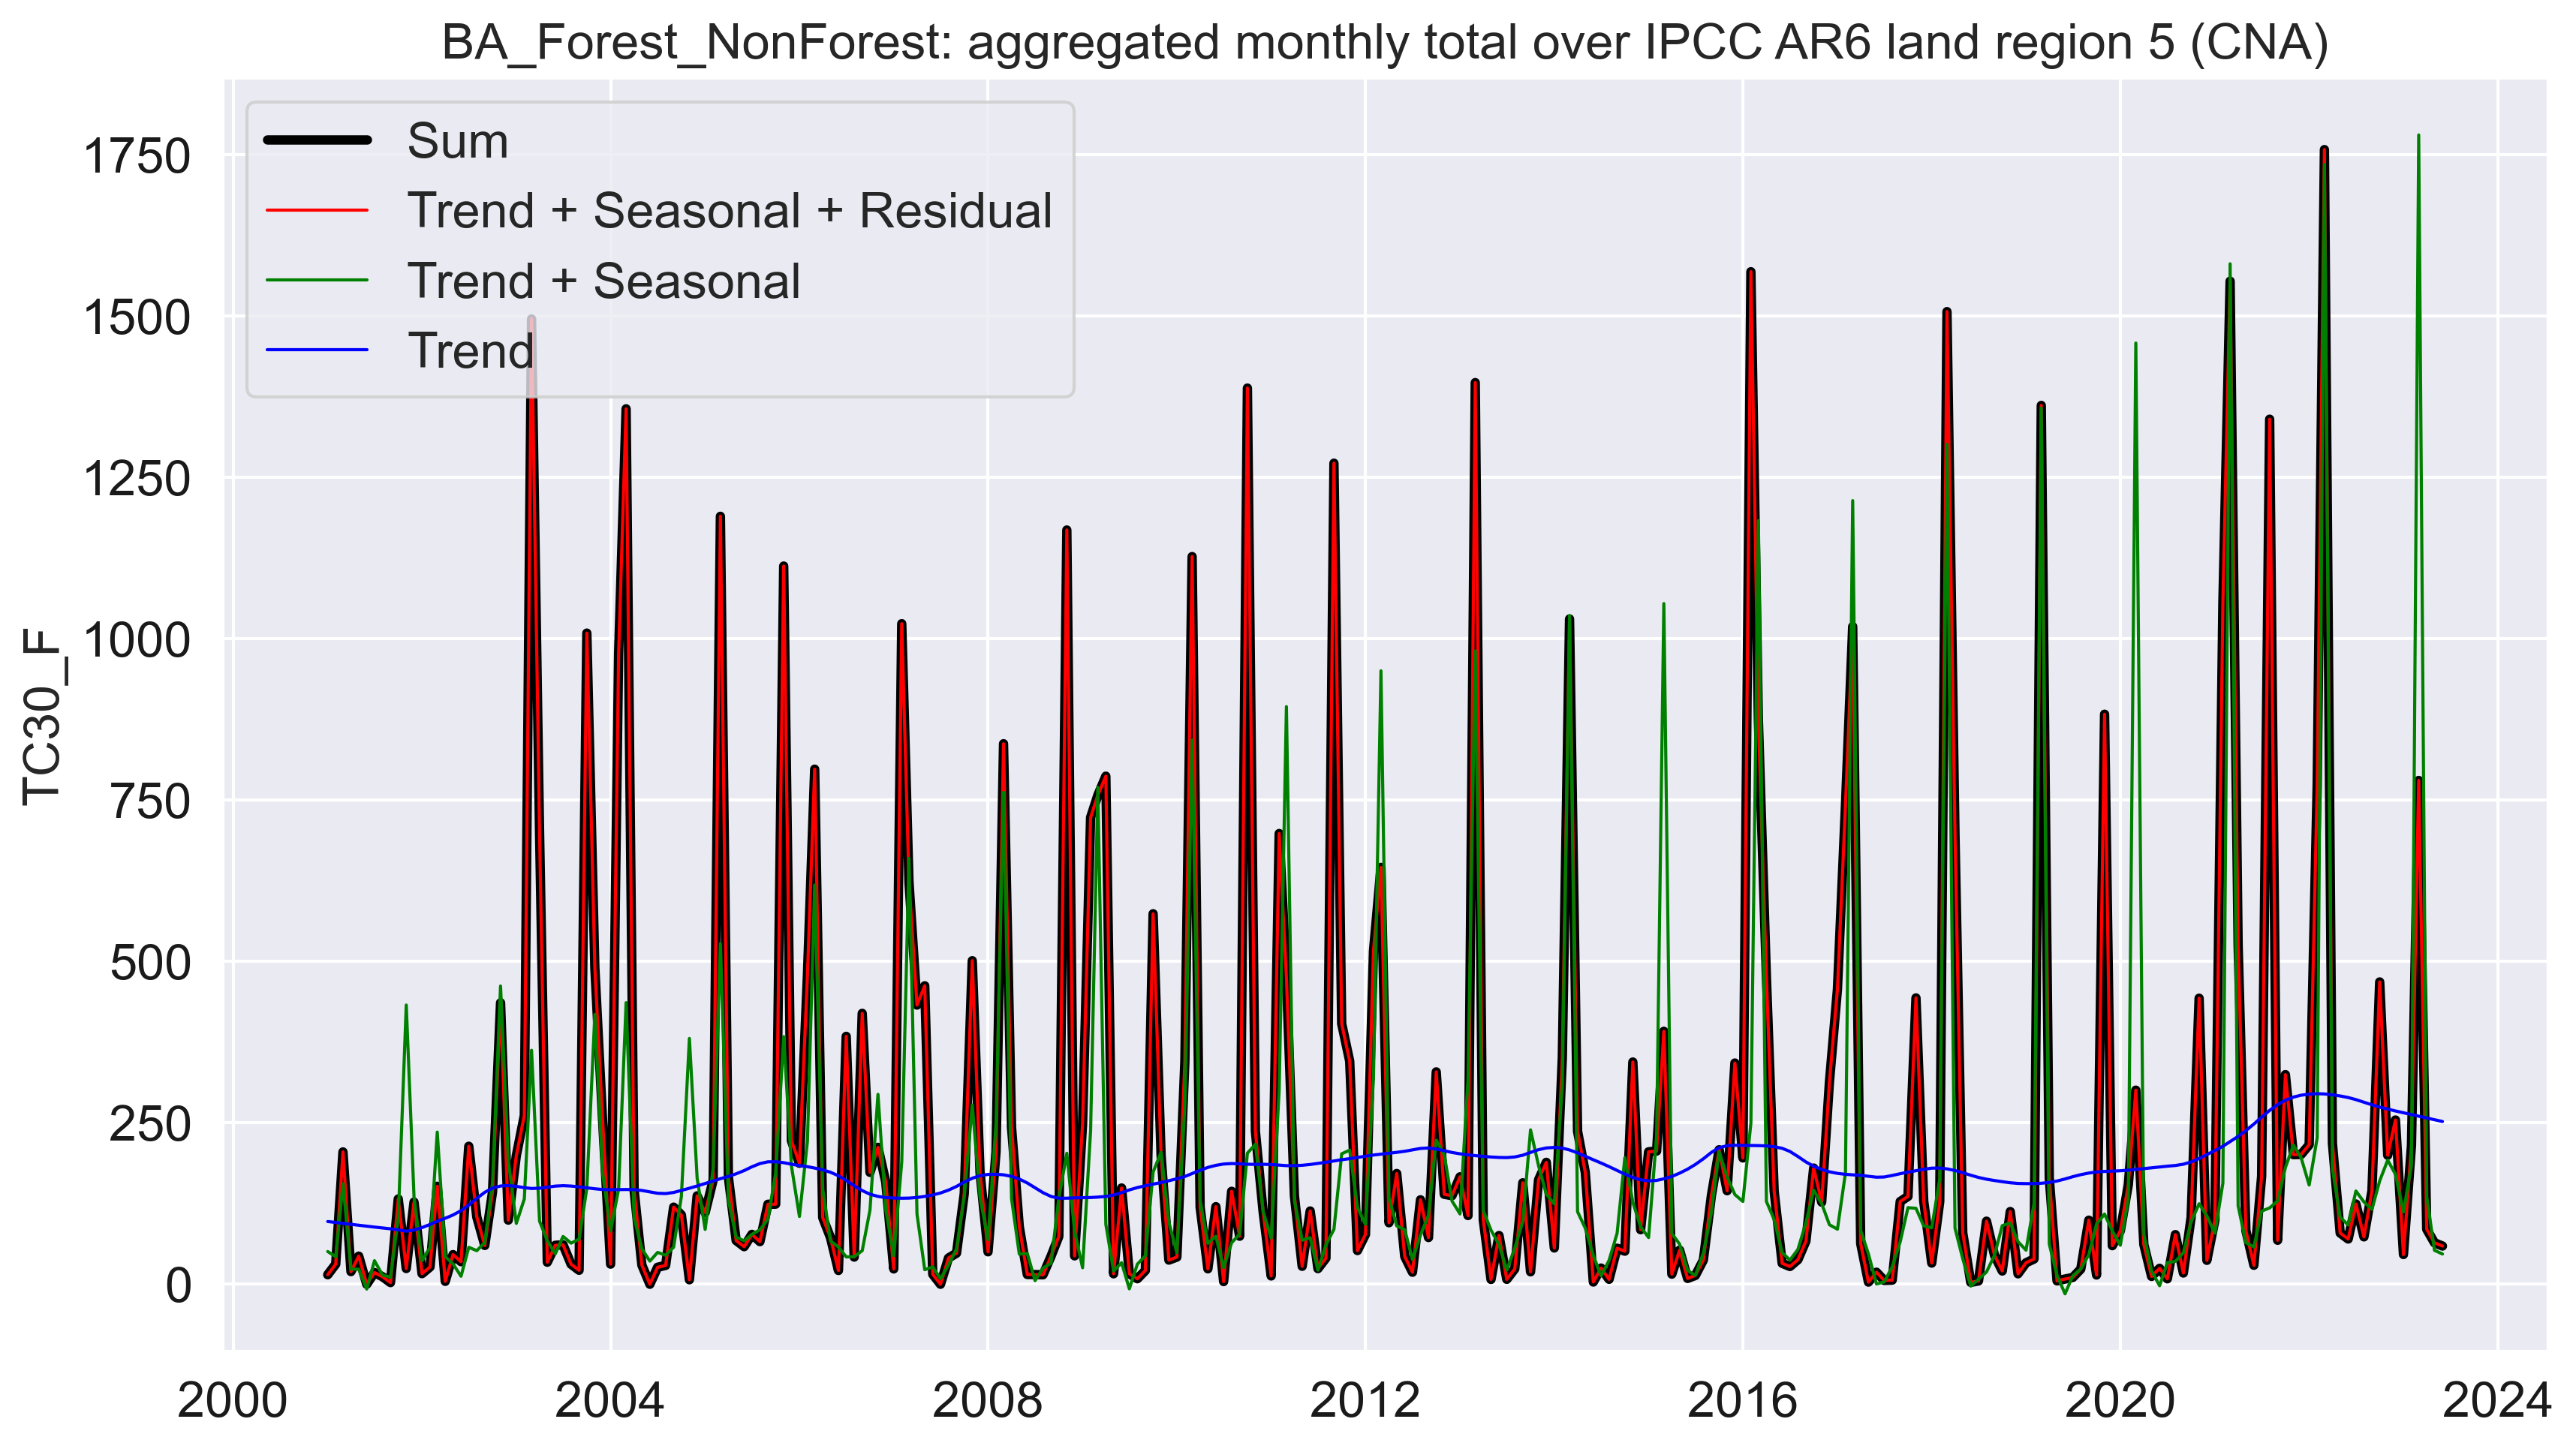 BA_Forest_NonForest: aggregated monthly total over IPCC AR6 land region 5 (CNA)
Sum
Trend + Seasonal + Residual
Trend + Seasonal
Trend
TC30_F
1750
1500
1250
1000
750
500
250
0
2000
2004
2008
2012
2016
2020
2024